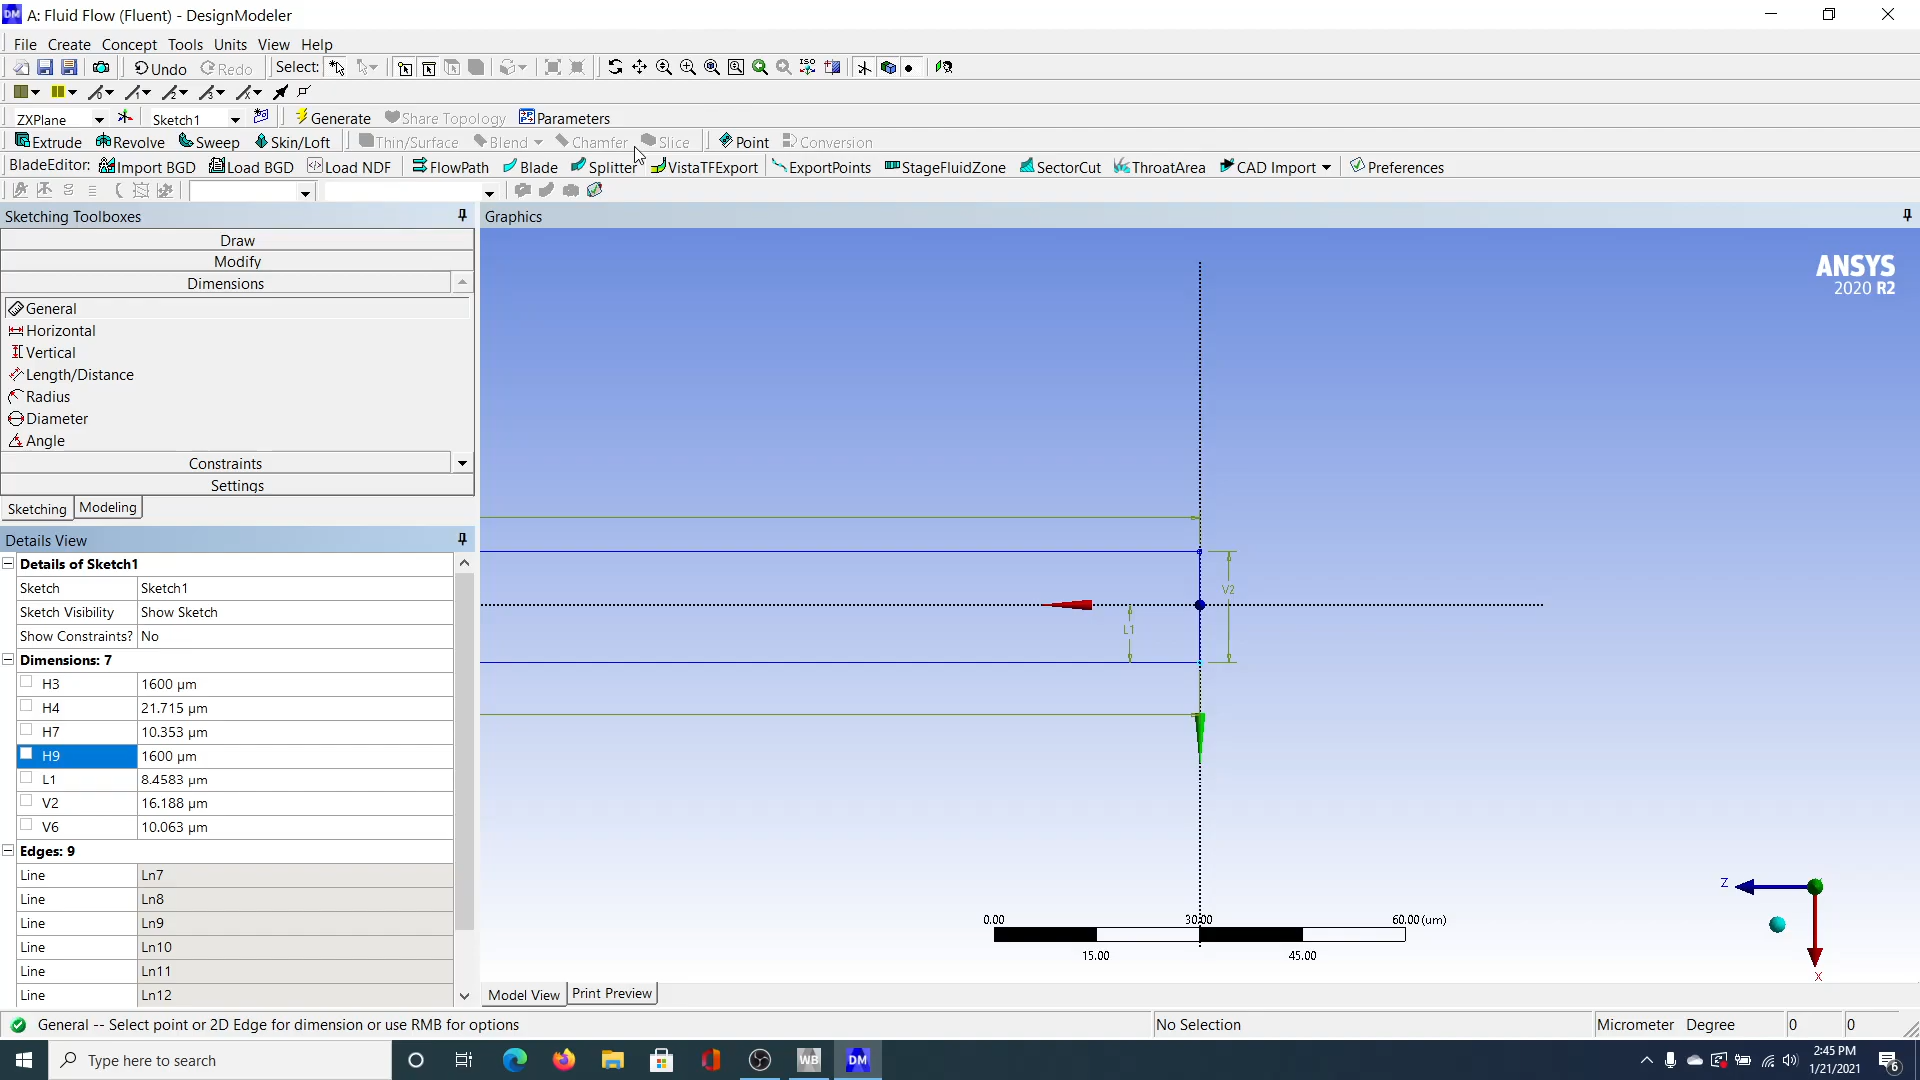 A: Fluid Flow (Fluent) - DesignModeler
File Create Concept Tools Units View Help
Undo Redo Select:
ZXPlane Sketch1 Generate Share Topology Parameters
Extrude Revolve Sweep Skin/Loft Thin/Surface Blend Chamfer Slice Point Conversion
BladeEditor: Import BGD Load BGD Load NDF FlowPath Blade Splitter VistaTFExport ExportPoints StageFluidZone SectorCut ThroatArea CAD Import Preferences
Sketching Toolboxes
Draw
Modify
Dimensions
General
Horizontal
Vertical
Length/Distance
Radius
Diameter
Angle
Constraints
Settings
Sketching Modeling
Details View
Details of Sketch1
Sketch Sketch1
Sketch Visibility Show Sketch
Show Constraints? No
Dimensions: 7
H3 1600 µm
H4 21.715 µm
H7 10.353 µm
H9 1600 µm
L1 8.4583 µm
V2 16.188 µm
V6 10.063 µm
Edges: 9
Line Ln7
Line Ln8
Line Ln9
Line Ln10
Line Ln11
Line Ln12
Graphics
ANSYS
2020 R2
V2
L1
Z
X
0.00 30.00 60.00 (um)
15.00 45.00
Model View Print Preview
General -- Select point or 2D Edge for dimension or use RMB for options No Selection Micrometer Degree 0 0
Type here to search
WB DM
2:45 PM
1/21/2021
6